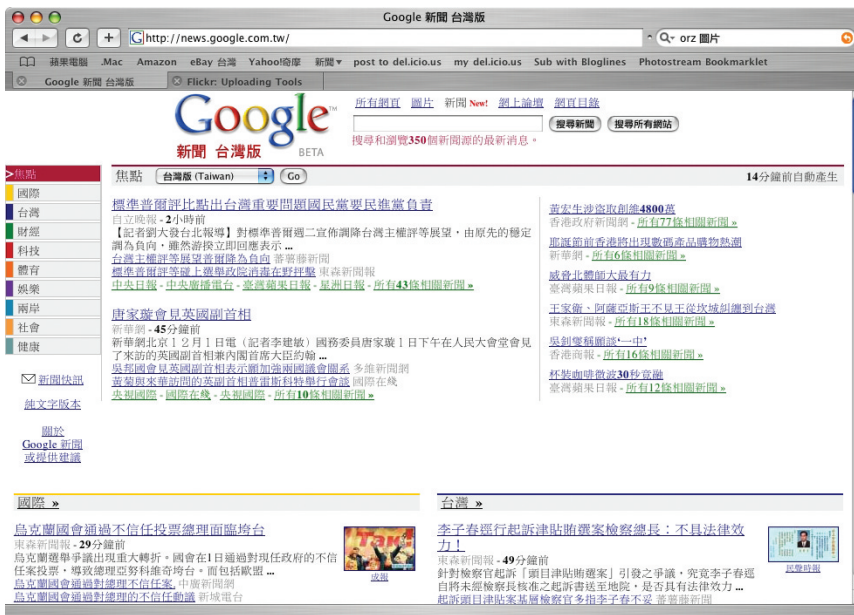 Google 新聞 台灣版
http://news.google.com.tw/
orz 圖片
蘋果電腦 .Mac Amazon eBay 台灣 Yahoo!奇摩 新聞 post to del.icio.us my del.icio.us Sub with Bloglines Photostream Bookmarklet
Google 新聞 台灣版 Flickr: Uploading Tools
所有網頁 圖片 新聞 New! 網上論壇 網頁目錄
Google™
新聞 台灣版 BETA
搜尋新聞 搜尋所有網站
搜尋和瀏覽350個新聞源的最新消息。
>焦點
國際
台灣
財經
科技
體育
娛樂
兩岸
社會
健康
新聞快訊
純文字版本
關於
Google 新聞
或提供建議
焦點 台灣版 (Taiwan) Go 14分鐘前自動產生
標準普爾評比點出台灣重要問題國民黨要民進黨負責
自立晚報 - 2小時前
【記者劉大發台北報導】對標準普爾週二宣佈調降台灣主權評等展望，由原先的穩定
調為負向，雖然游揆立即回應表示 ...
台灣主權評等展望普爾降為負向 蕃薯藤新聞
標準普爾評等碰上選舉政院消毒在野抨擊 東森新聞報
中央日報 - 中央廣播電台 - 臺灣蘋果日報 - 星洲日報 - 所有43條相關新聞 »
唐家璇會見英國副首相
新華網 - 45分鐘前
新華網北京１２月１日電（記者李建敏）國務委員唐家璇１日下午在人民大會堂會見
了來訪的英國副首相兼內閣首席大臣約翰 ...
吳邦國會見英國副首相表示願加強兩國議會關系 多維新聞網
黃菊與來華訪問的英副首相普雷斯科特舉行會談 國際在綫
央視國際 - 國際在綫 - 央視國際 - 所有10條相關新聞 »
黃宏生涉盜取創維4800萬
香港政府新聞網 - 所有77條相關新聞 »
耶誕節前香港將出現數碼產品購物熱潮
新華網 - 所有6條相關新聞 »
威脅北體師大最有力
臺灣蘋果日報 - 所有9條相關新聞 »
王家衛、阿薩亞斯王不見王從坎城糾纏到台灣
東森新聞報 - 所有18條相關新聞 »
吳釗燮稱願談‘一中’
香港商報 - 所有16條相關新聞 »
杯裝咖啡微波30秒竟融
臺灣蘋果日報 - 所有12條相關新聞 »
國際 »
烏克蘭國會通過不信任投票總理面臨垮台
東森新聞報 - 29分鐘前
烏克蘭選舉爭議出現重大轉折。國會在1日通過對現任政府的不信
任案投票，導致總理亞努科維奇垮台。而包括歐盟 ...
烏克蘭國會通過對總理不信任案, 中廣新聞網
烏克蘭國會通過對總理的不信任動議 新城電台
Так!
成報
台灣 »
李子春逕行起訴津貼賄選案檢察總長：不具法律效
力！
東森新聞報 - 49分鐘前
針對檢察官起訴「頭目津貼賄選案」引發之爭議，究竟李子春逕
自將未經檢察長核准之起訴書送至地院，是否具有法律效力 ...
起訴頭目津貼案基層檢察官多指李子春不妥 蕃薯藤新聞
民聲時報